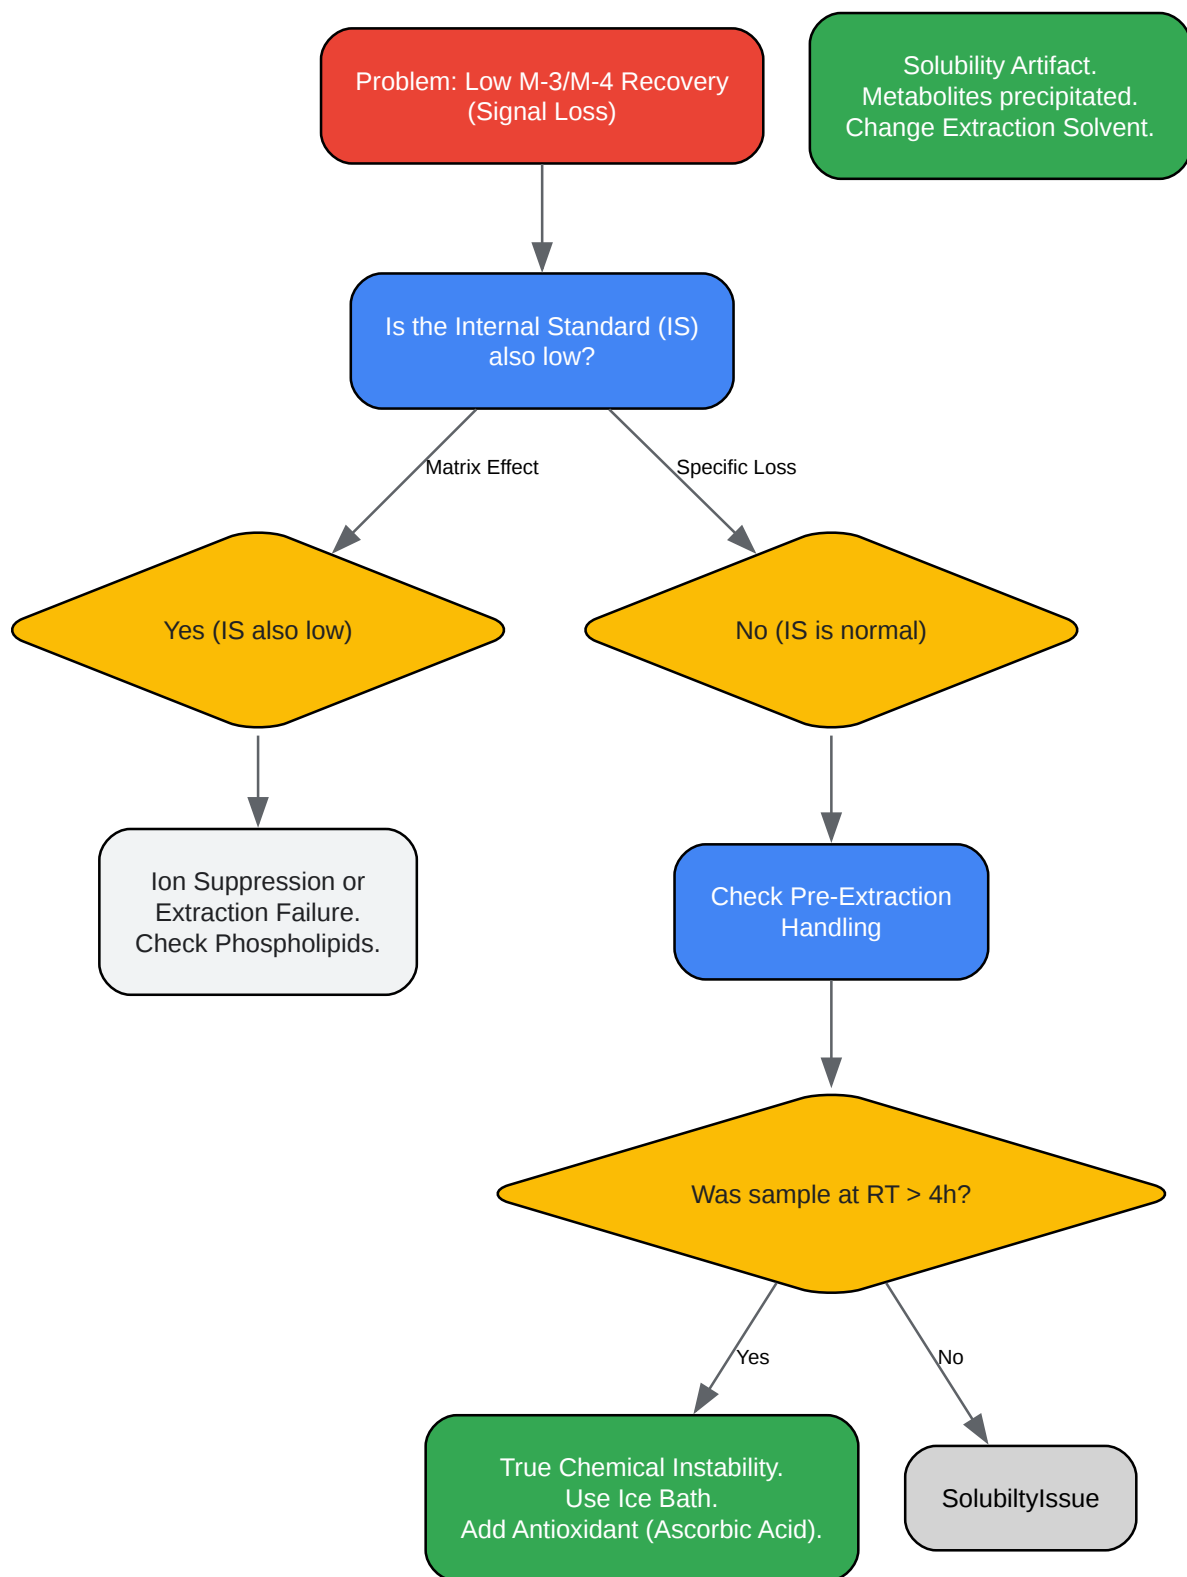 Problem: Low M-3/M-4 Recovery
(Signal Loss)
Solubility Artifact.
Metabolites precipitated.
Change Extraction Solvent.
Is the Internal Standard (IS)
also low?
Matrix Effect
Specific Loss
Yes (IS also low)
No (IS is normal)
Ion Suppression or
Extraction Failure.
Check Phospholipids.
Check Pre-Extraction
Handling
Was sample at RT > 4h?
Yes
No
True Chemical Instability.
Use Ice Bath.
Add Antioxidant (Ascorbic Acid).
SolubiltyIssue